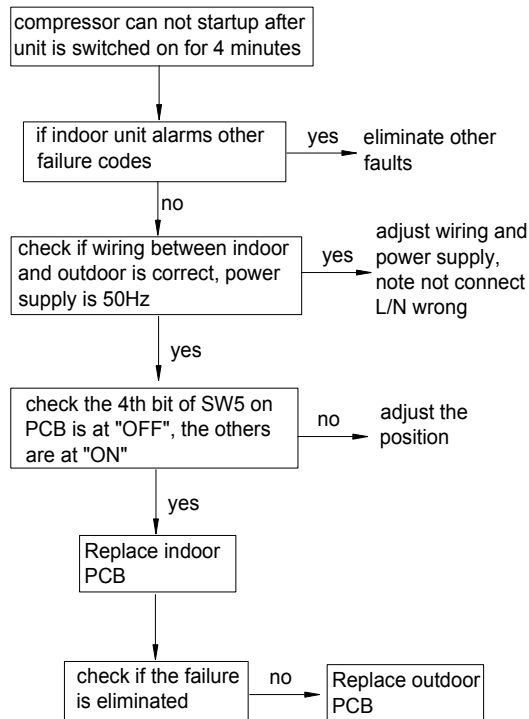 compressor can not startup after
unit is switched on for 4 minutes
if indoor unit alarms other
failure codes
yes
eliminate other
faults
no
check if wiring between indoor
and outdoor is correct, power
supply is 50Hz
yes
adjust wiring and
power supply,
note not connect
L/N wrong
yes
check the 4th bit of SW5 on
PCB is at "OFF", the others
are at "ON"
no
adjust the
position
yes
Replace indoor
PCB
check if the failure
is eliminated
no
Replace outdoor
PCB